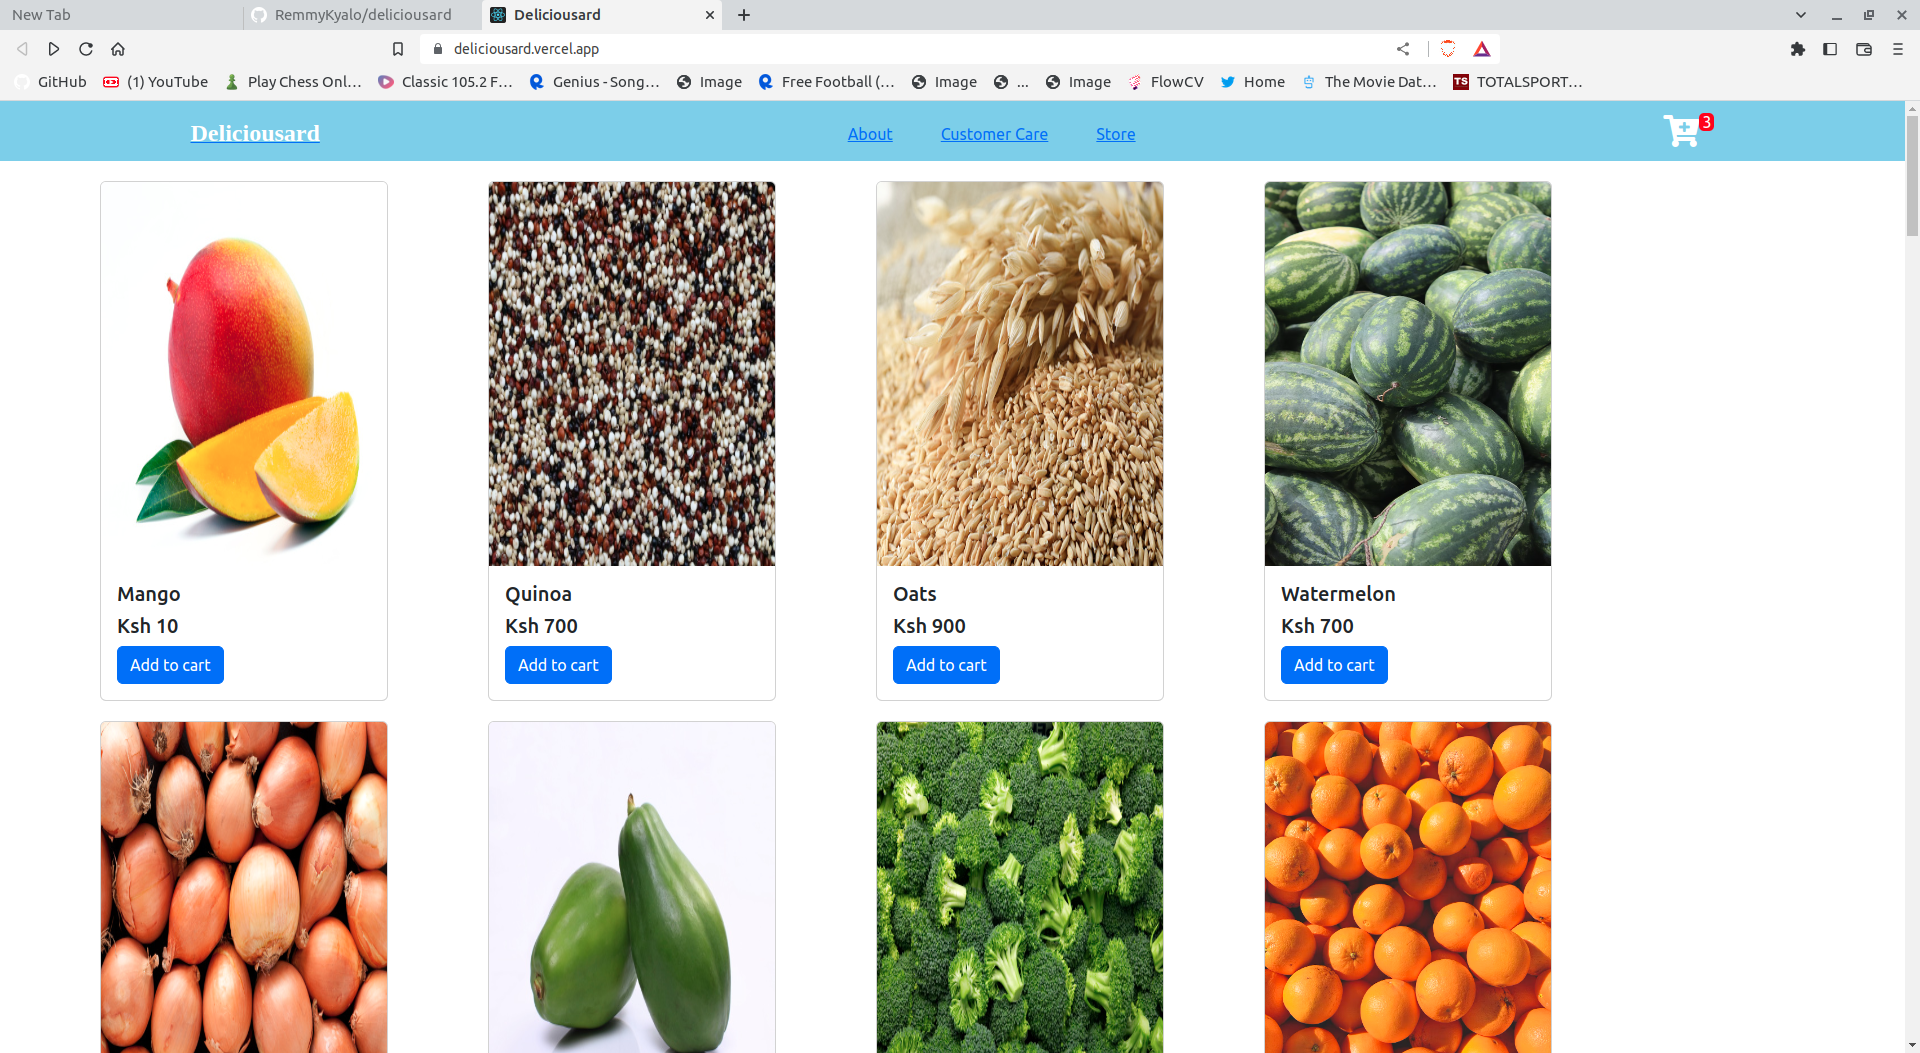 New Tab
RemmyKyalo/deliciousard
Deliciousard
deliciousard.vercel.app
GitHub
(1) YouTube
Play Chess Onl...
Classic 105.2 F...
Genius - Song...
Image
Free Football (...
Image
...
Image
FlowCV
Home
The Movie Dat...
TS
TOTALSPORT...
Deliciousard
About
Customer Care
Store
3
Mango
Ksh 10
Add to cart
Quinoa
Ksh 700
Add to cart
Oats
Ksh 900
Add to cart
Watermelon
Ksh 700
Add to cart